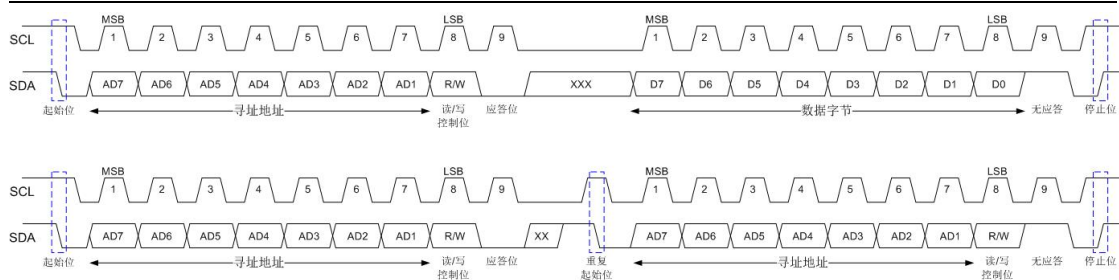 MSB LSB MSB LSB
SCL 1 2 3 4 5 6 7 8 9 1 2 3 4 5 6 7 8 9
SDA AD7 AD6 AD5 AD4 AD3 AD2 AD1 R/W XXX D7 D6 D5 D4 D3 D2 D1 D0
起始位 寻址地址 读/写 应答位 数据字节 无应答 停止位
控制位
MSB LSB MSB LSB
SCL 1 2 3 4 5 6 7 8 9 1 2 3 4 5 6 7 8 9
SDA AD7 AD6 AD5 AD4 AD3 AD2 AD1 R/W XX AD7 AD6 AD5 AD4 AD3 AD2 AD1 R/W
起始位 寻址地址 读/写 应答位 重复 寻址地址 读/写 无应答 停止位
控制位 起始位 控制位